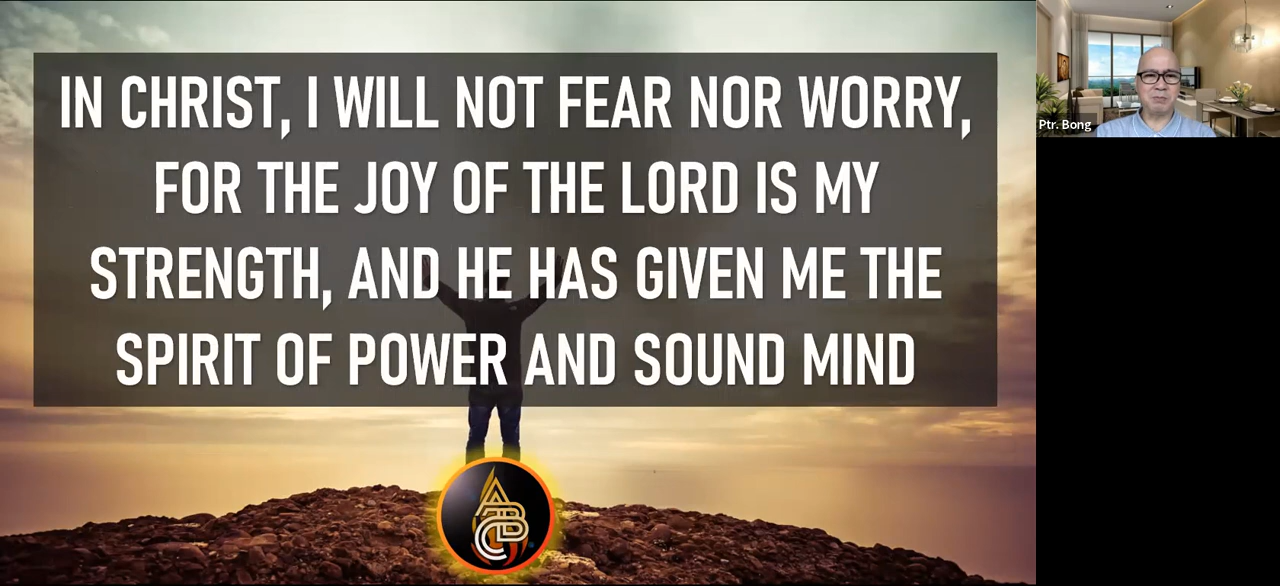 IN CHRIST, I WILL NOT FEAR NOR WORRY,
FOR THE JOY OF THE LORD IS MY
STRENGTH, AND HE HAS GIVEN ME THE
SPIRIT OF POWER AND SOUND MIND
ABC
Ptr. Bong